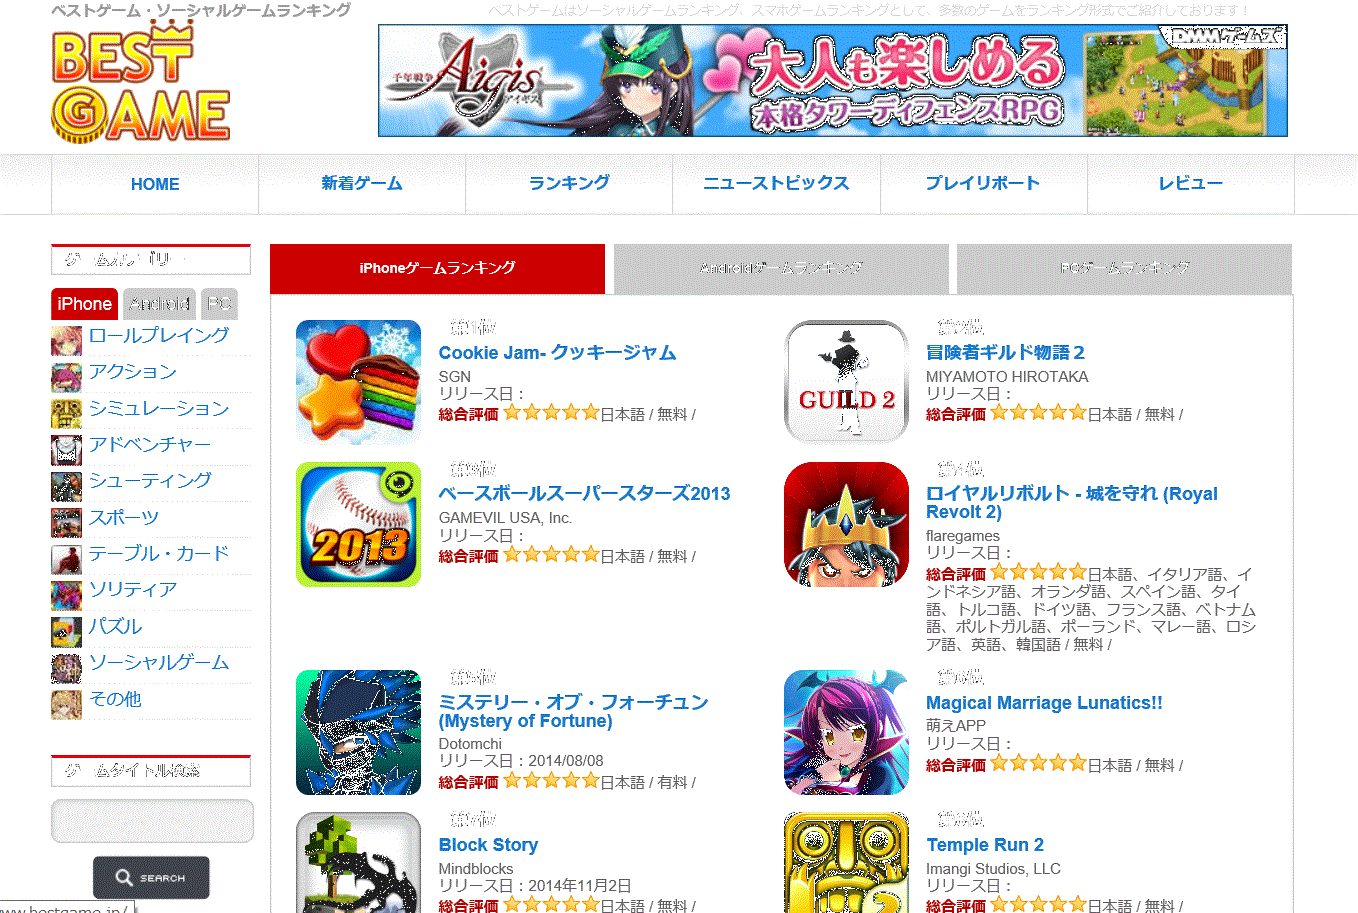 ベストゲーム・ソーシャルゲームランキング
ベストゲームはソーシャルゲームランキング、スマホゲームランキングとして、多数のゲームをランキング形式でご紹介しております！
BEST
GAME
千年戦争
Aigis
アイギス
大人も楽しめる
本格タワーディフェンスRPG
DMMゲームズ
HOME
新着ゲーム
ランキング
ニューストピックス
プレイリポート
レビュー
ゲームカテゴリー
iPhone
Android
PC
ロールプレイング
アクション
シミュレーション
アドベンチャー
シューティング
スポーツ
テーブル・カード
ソリティア
パズル
ソーシャルゲーム
その他
ゲームタイトル検索
SEARCH
www.bestgame.jp/
iPhoneゲームランキング
Androidゲームランキング
PCゲームランキング
第1位
Cookie Jam- クッキージャム
SGN
リリース日：
総合評価 日本語 / 無料 /
GUILD 2
第2位
冒険者ギルド物語２
MIYAMOTO HIROTAKA
リリース日：
総合評価 日本語 / 無料 /
2013
第3位
ベースボールスーパースターズ2013
GAMEVIL USA, Inc.
リリース日：
総合評価 日本語 / 無料 /
第4位
ロイヤルリボルト - 城を守れ (Royal
Revolt 2)
flaregames
リリース日：
総合評価 日本語、イタリア語、イ
ンドネシア語、オランダ語、スペイン語、タイ
語、トルコ語、ドイツ語、フランス語、ベトナム
語、ポルトガル語、ポーランド、マレー語、ロシ
ア語、英語、韓国語 / 無料 /
第5位
ミステリー・オブ・フォーチュン
(Mystery of Fortune)
Dotomchi
リリース日：2014/08/08
総合評価 日本語 / 有料 /
第6位
Magical Marriage Lunatics!!
萌えAPP
リリース日：
総合評価 日本語 / 無料 /
第7位
Block Story
Mindblocks
リリース日：2014年11月2日
総合評価 日本語 / 無料 /
2
第8位
Temple Run 2
Imangi Studios, LLC
リリース日：
総合評価 日本語 / 無料 /